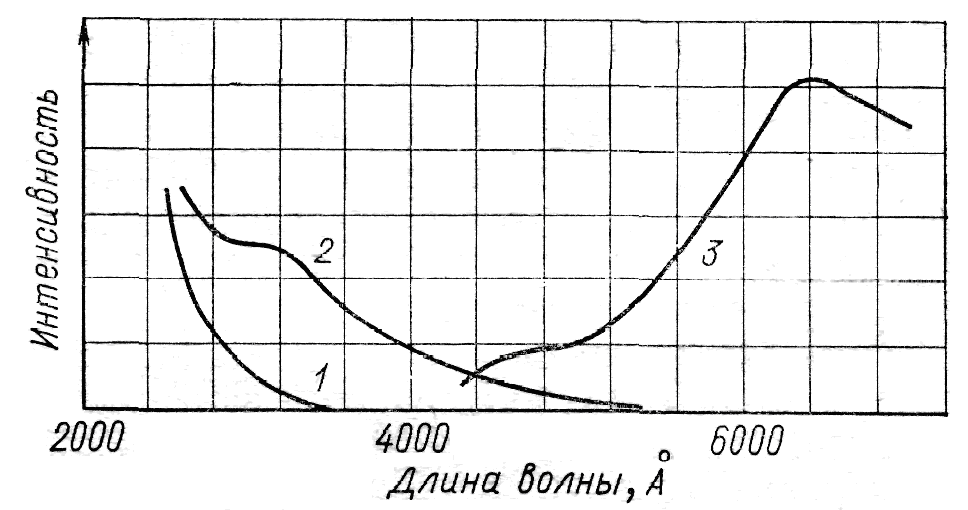 Интенсивность
1
2
3
2000 4000 6000
Длина волны, Å